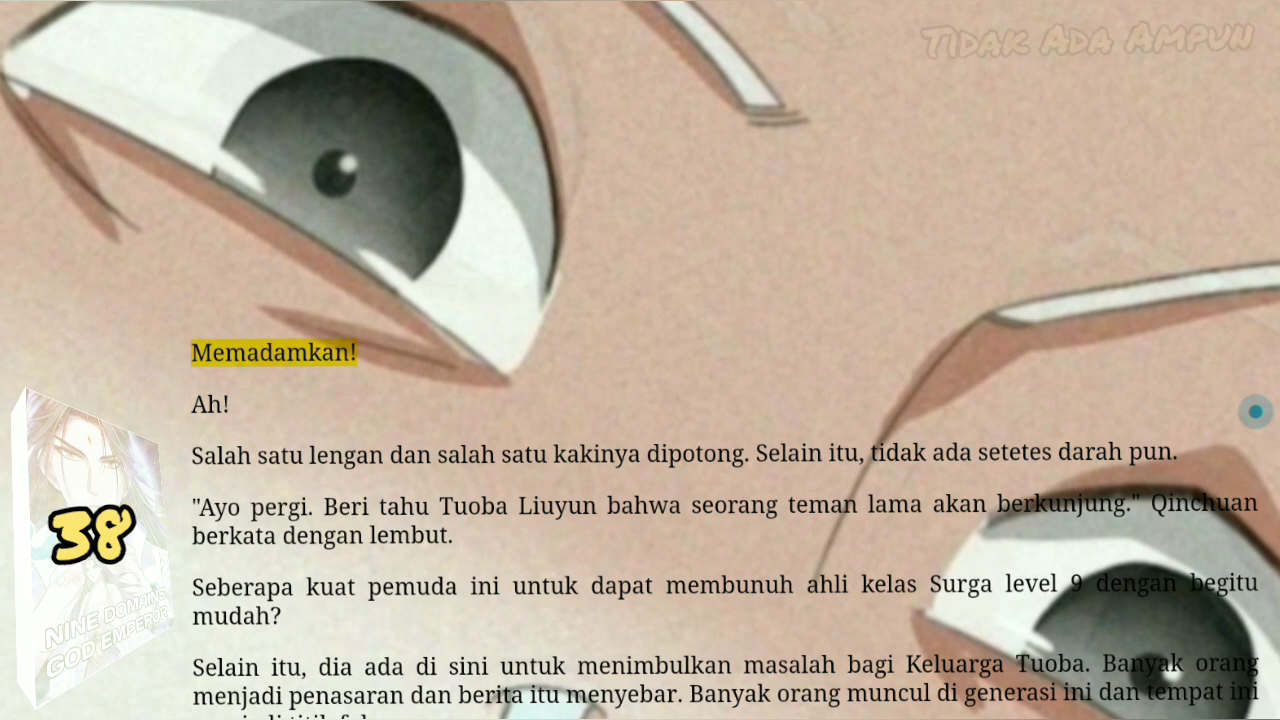 Tidak Ada Ampun
Memadamkan!
Ah!
Salah satu lengan dan salah satu kakinya dipotong. Selain itu, tidak ada setetes darah pun.
"Ayo pergi. Beri tahu Tuoba Liuyun bahwa seorang teman lama akan berkunjung." Qinchuan
berkata dengan lembut.
Seberapa kuat pemuda ini untuk dapat membunuh ahli kelas Surga level 9 dengan begitu
mudah?
Selain itu, dia ada di sini untuk menimbulkan masalah bagi Keluarga Tuoba. Banyak orang
menjadi penasaran dan berita itu menyebar. Banyak orang muncul di generasi ini dan tempat ini
38
NINE DOMAINS
GOD EMPEROR